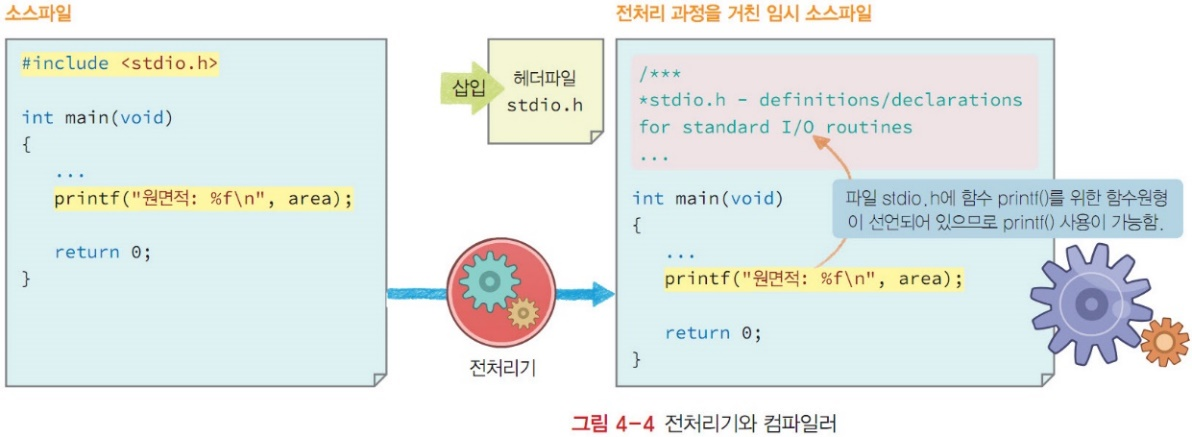 소스파일
#include <stdio.h>
int main(void)
{
...
printf("원면적: %f\n", area);
return 0;
}
삽입
헤더파일
stdio.h
전처리기
전처리 과정을 거친 임시 소스파일
/***
*stdio.h - definitions/declarations
for standard I/O routines
...
int main(void)
{
...
printf("원면적: %f\n", area);
return 0;
}
파일 stdio.h에 함수 printf()를 위한 함수원형
이 선언되어 있으므로 printf() 사용이 가능함.
그림 4-4 전처리기와 컴파일러